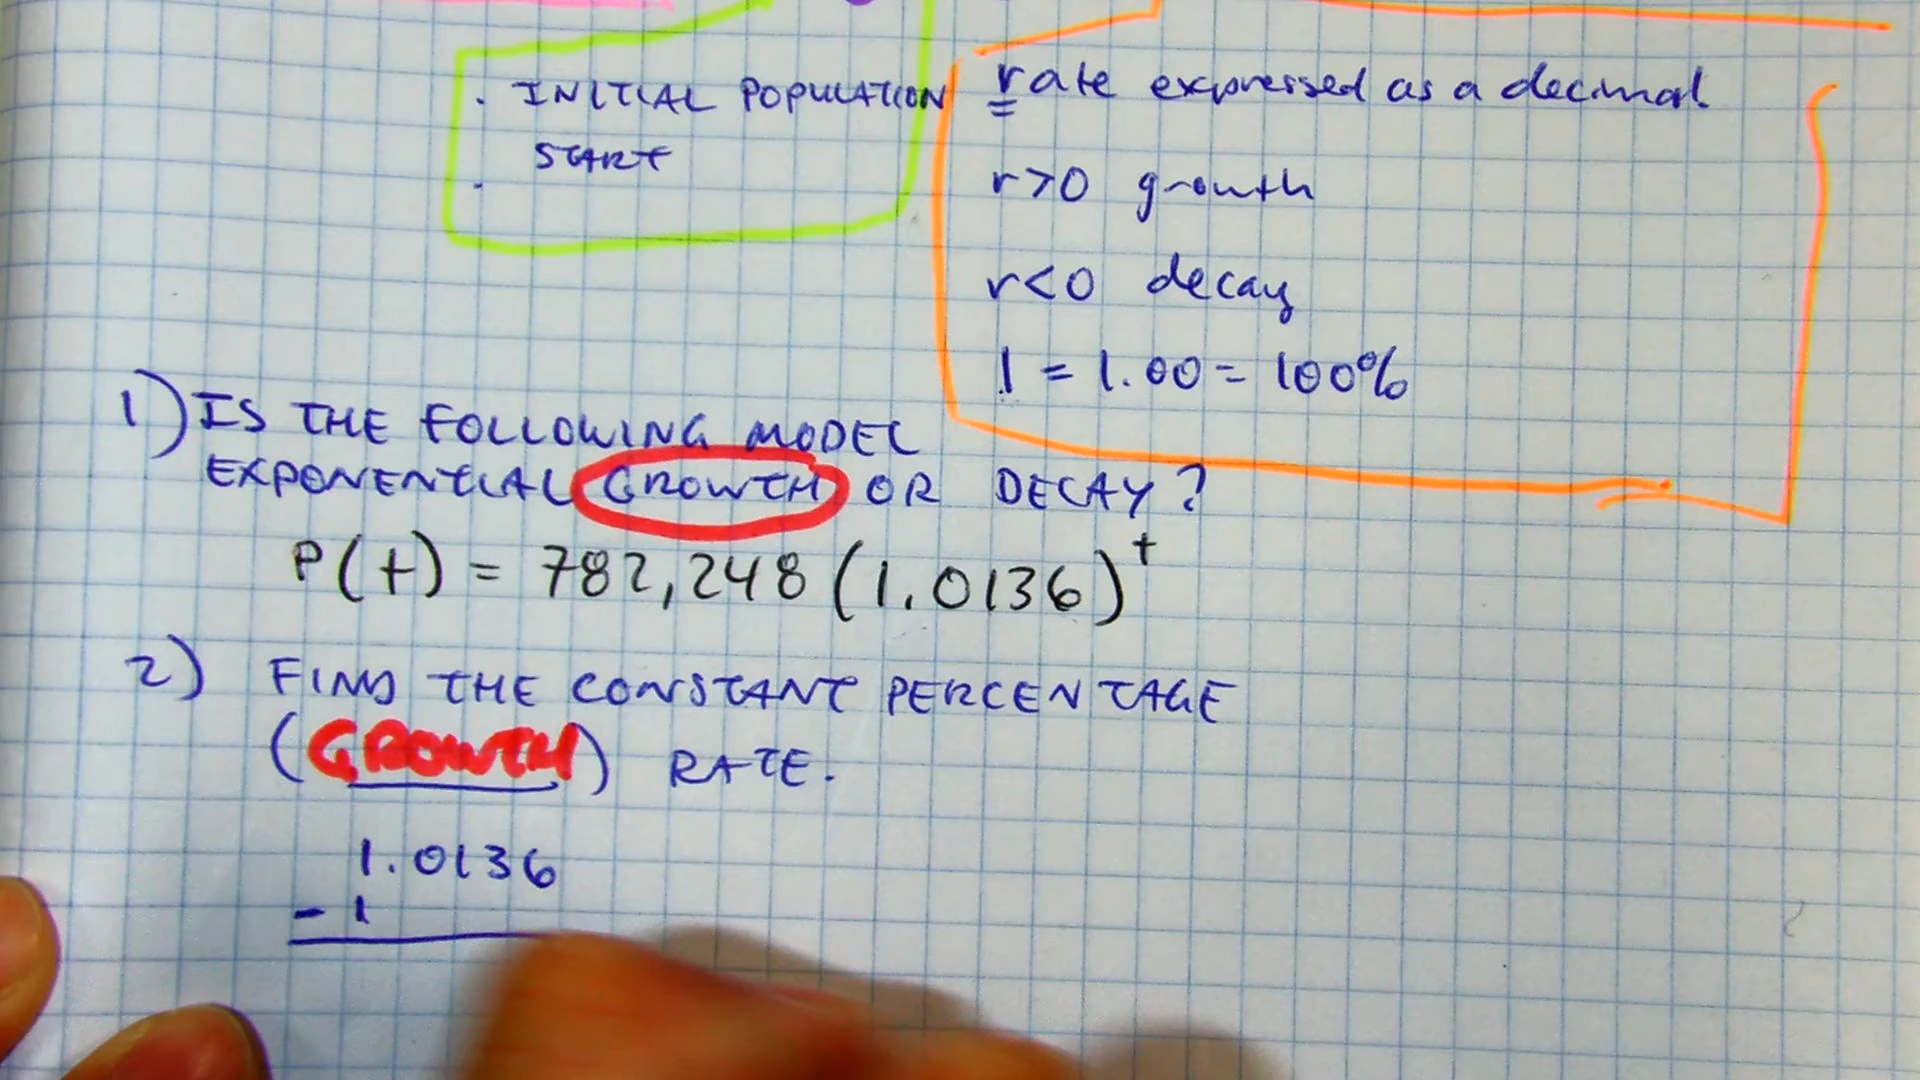 . INITIAL POPULATION
. START
rate expressed as a decimal
r>0 growth
r<0 decay
1 = 1.00 = 100%
1) IS THE FOLLOWING MODEL
EXPONENTIAL GROWTH OR DECAY?
P(t) = 782,248 (1.0136)^t
2) FIND THE CONSTANT PERCENTAGE
(GROWTH) RATE.
1.0136
- 1